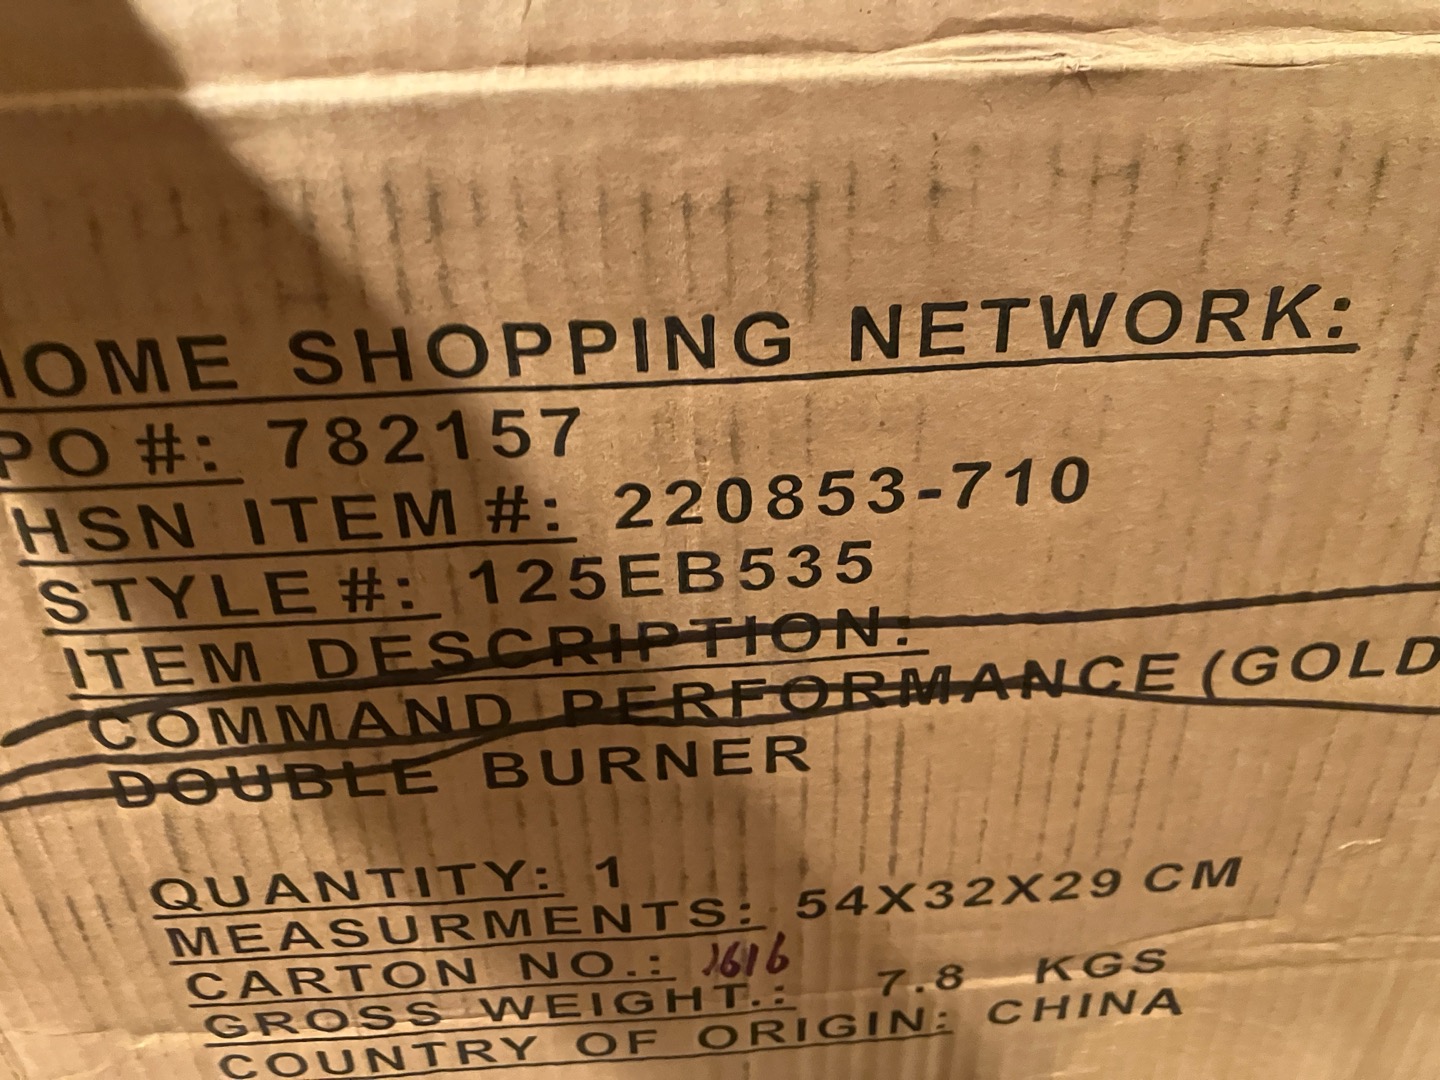 HOME SHOPPING NETWORK:
PO #: 782157
HSN ITEM #: 220853-710
STYLE #: 125EB535
ITEM DESCRIPTION:
COMMAND PERFORMANCE (GOLD
DOUBLE BURNER
QUANTITY: 1
MEASURMENTS: 54X32X29 CM
CARTON NO.: 1616
GROSS WEIGHT.: 7.8 KGS
COUNTRY OF ORIGIN: CHINA